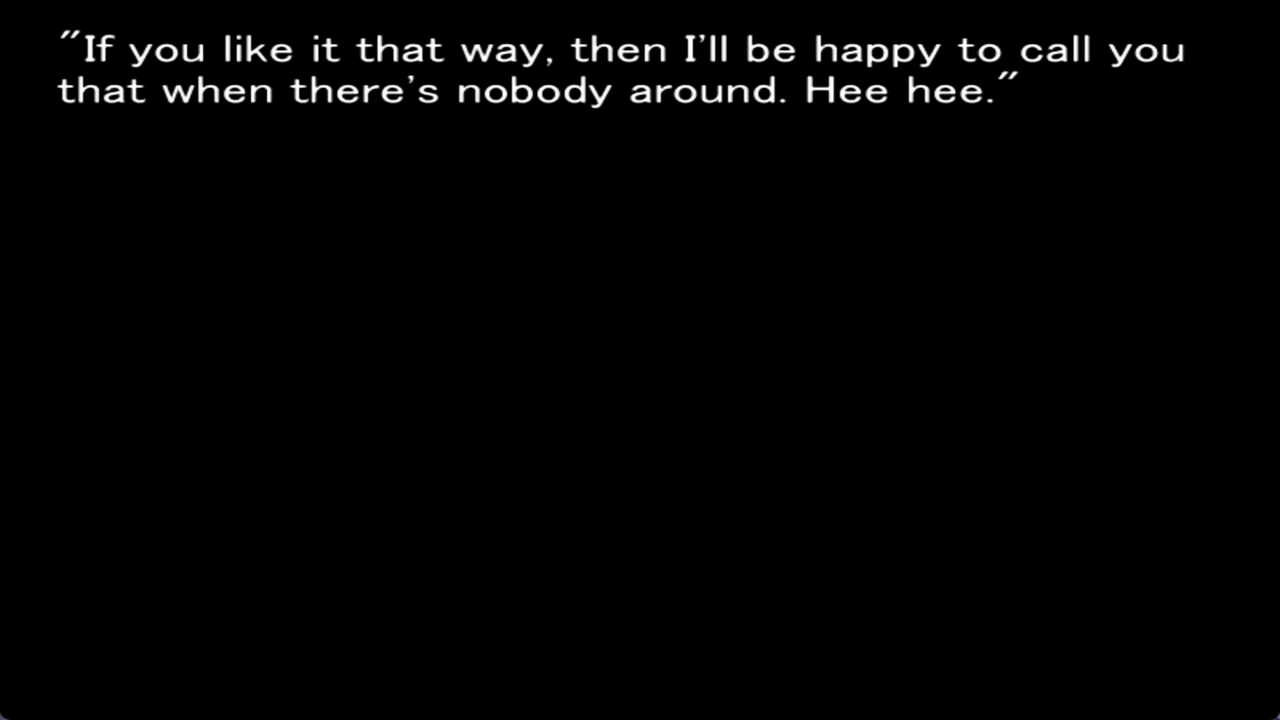 "If you like it that way, then I'll be happy to call you
that when there's nobody around. Hee hee."